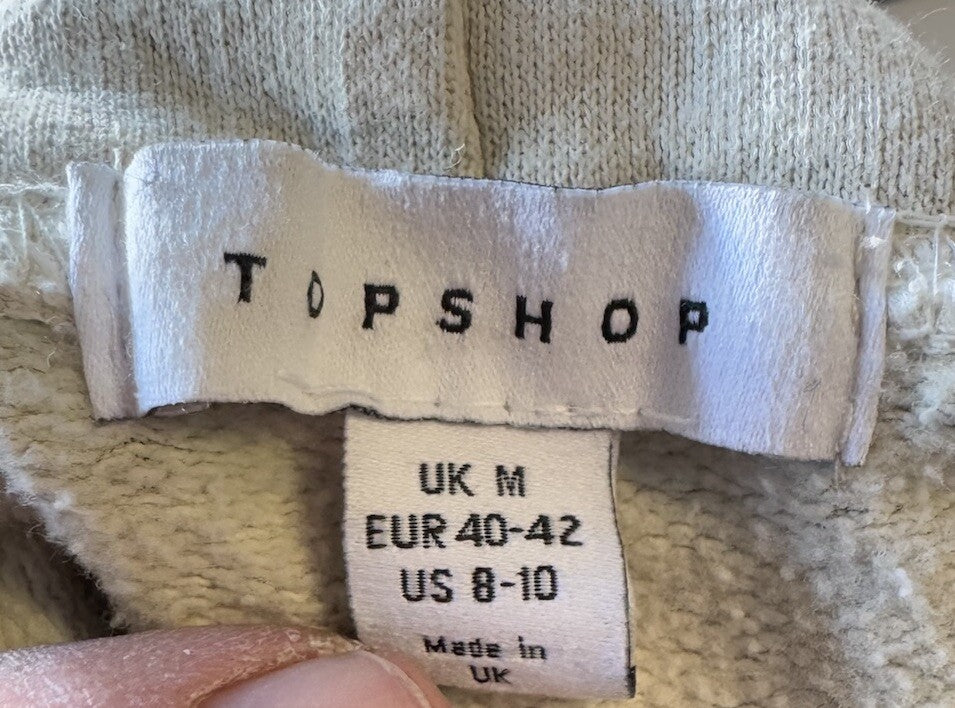 TOPSHOP
UK M
EUR 40-42
US 8-10
Made in
UK